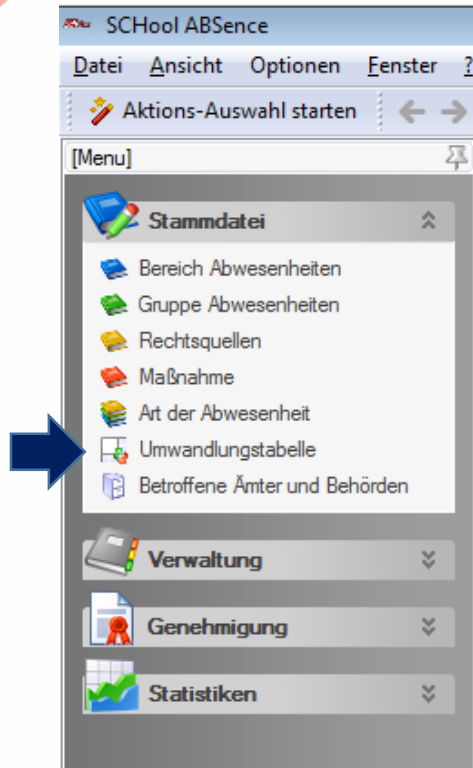 SCHool ABSence
Datei Ansicht Optionen Fenster ?
Aktions-Auswahl starten
[Menu]
Stammdatei
Bereich Abwesenheiten
Gruppe Abwesenheiten
Rechtsquellen
Maßnahme
Art der Abwesenheit
Umwandlungstabelle
Betroffene Ämter und Behörden
Verwaltung
Genehmigung
Statistiken